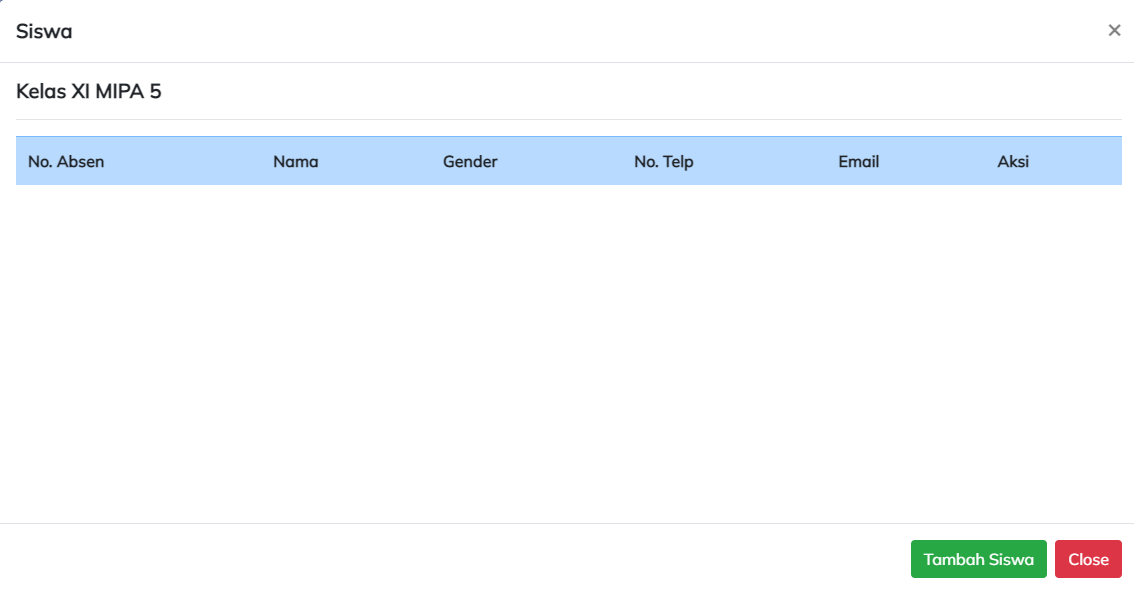 Siswa ×
Kelas XI MIPA 5
No. Absen Nama Gender No. Telp Email Aksi
Tambah Siswa Close